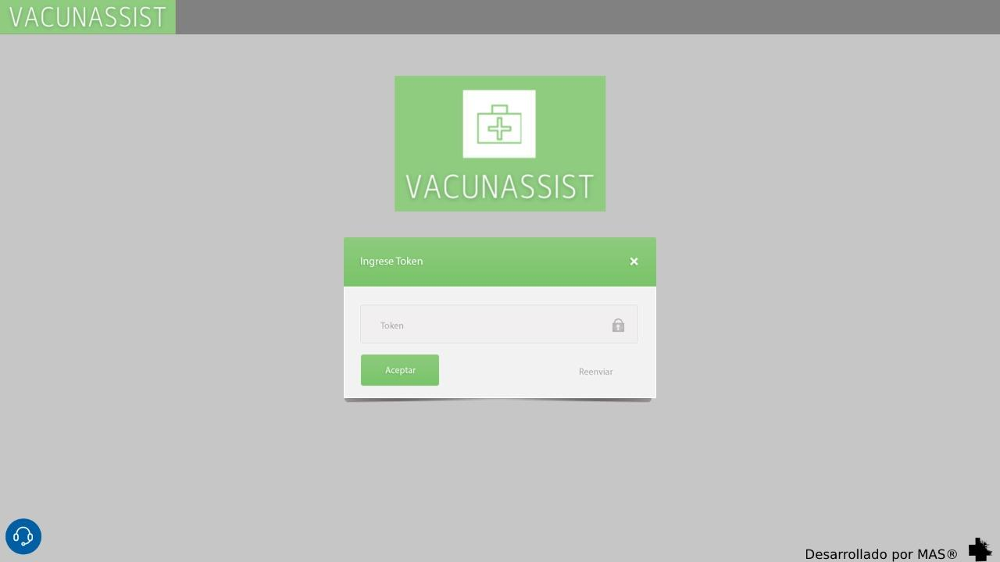 VACUNASSIST
VACUNASSIST
Ingrese Token
Token
Aceptar
Reenviar
Desarrollado por MAS®